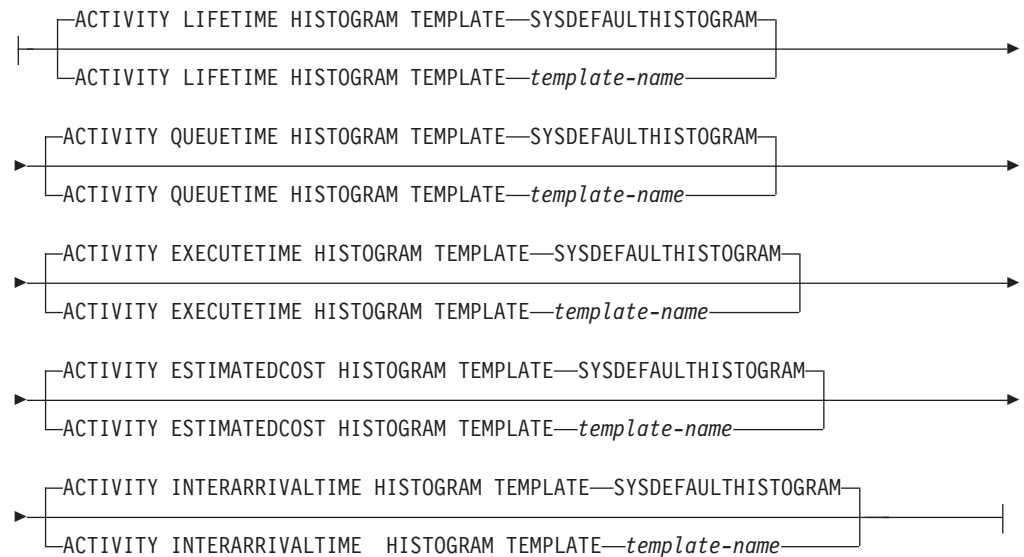 ACTIVITY LIFETIME HISTOGRAM TEMPLATE SYSDEFAULTHISTOGRAM
ACTIVITY LIFETIME HISTOGRAM TEMPLATE template-name
ACTIVITY QUEUETIME HISTOGRAM TEMPLATE SYSDEFAULTHISTOGRAM
ACTIVITY QUEUETIME HISTOGRAM TEMPLATE template-name
ACTIVITY EXECUTETIME HISTOGRAM TEMPLATE SYSDEFAULTHISTOGRAM
ACTIVITY EXECUTETIME HISTOGRAM TEMPLATE template-name
ACTIVITY ESTIMATEDCOST HISTOGRAM TEMPLATE SYSDEFAULTHISTOGRAM
ACTIVITY ESTIMATEDCOST HISTOGRAM TEMPLATE template-name
ACTIVITY INTERARRIVALTIME HISTOGRAM TEMPLATE SYSDEFAULTHISTOGRAM
ACTIVITY INTERARRIVALTIME HISTOGRAM TEMPLATE template-name